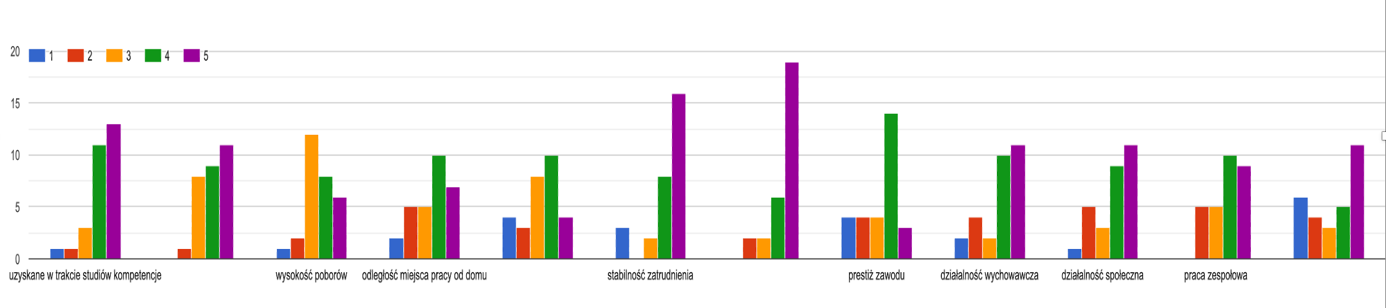 20
1 2 3 4 5
15
10
5
0
uzyskane w trakcie studiów kompetencje wysokość poborów odległość miejsca pracy od domu stabilność zatrudnienia prestiż zawodu działalność wychowawcza działalność społeczna praca zespołowa